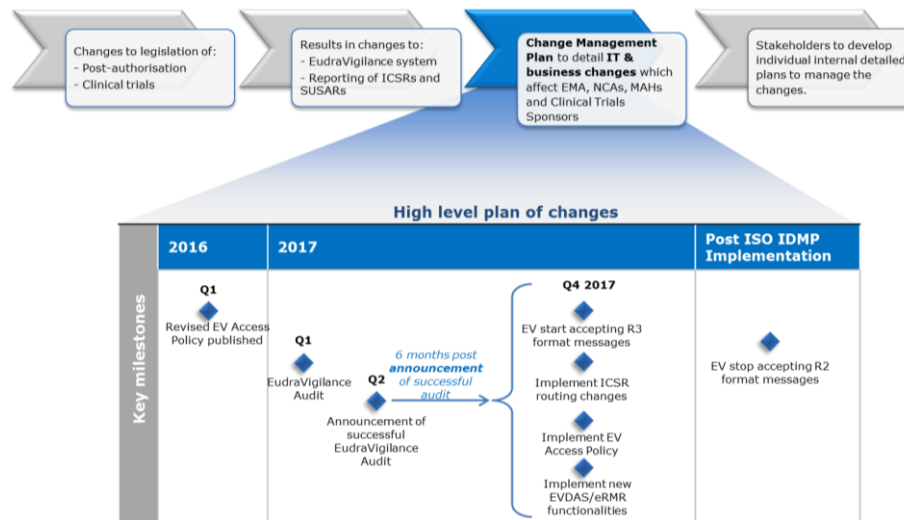 Changes to legislation of:
- Post-authorisation
- Clinical trials
Results in changes to:
- EudraVigilance system
- Reporting of ICSRs and
SUSARs
Change Management
Plan to detail IT &
business changes which
affect EMA, NCAs, MAHs
and Clinical Trials
Sponsors
Stakeholders to develop
individual internal detailed
plans to manage the
changes.
High level plan of changes
Key milestones
2016
2017
Post ISO IDMP
Implementation
Q1
Revised EV Access
Policy published
Q1
EudraVigilance
Audit
Q2
Announcement of
successful
EudraVigilance
Audit
6 months post
announcement
of successful
audit
Q4 2017
EV start accepting R3
format messages
Implement ICSR
routing changes
Implement EV
Access Policy
Implement new
EVDAS/eRMR
functionalities
EV stop accepting R2
format messages